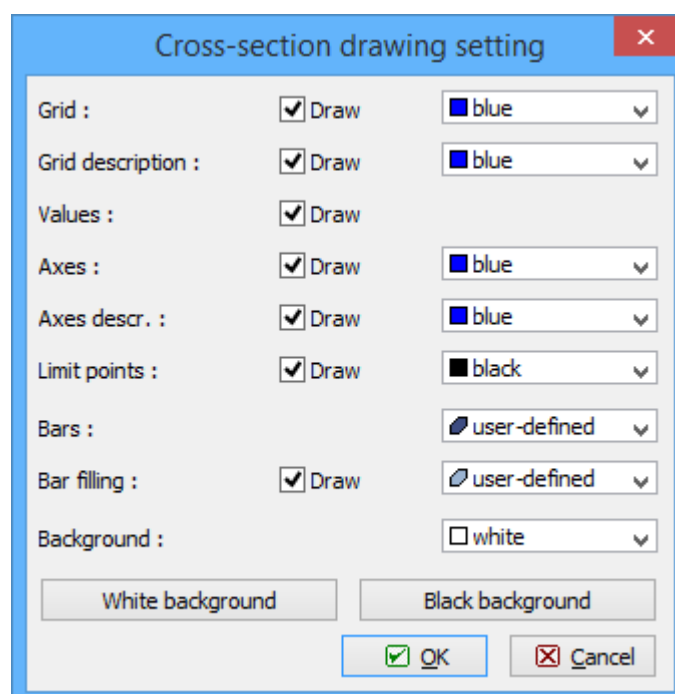 Cross-section drawing setting
Grid : Draw blue
Grid description : Draw blue
Values : Draw
Axes : Draw blue
Axes descr. : Draw blue
Limit points : Draw black
Bars : user-defined
Bar filling : Draw user-defined
Background : white
White background Black background
OK Cancel